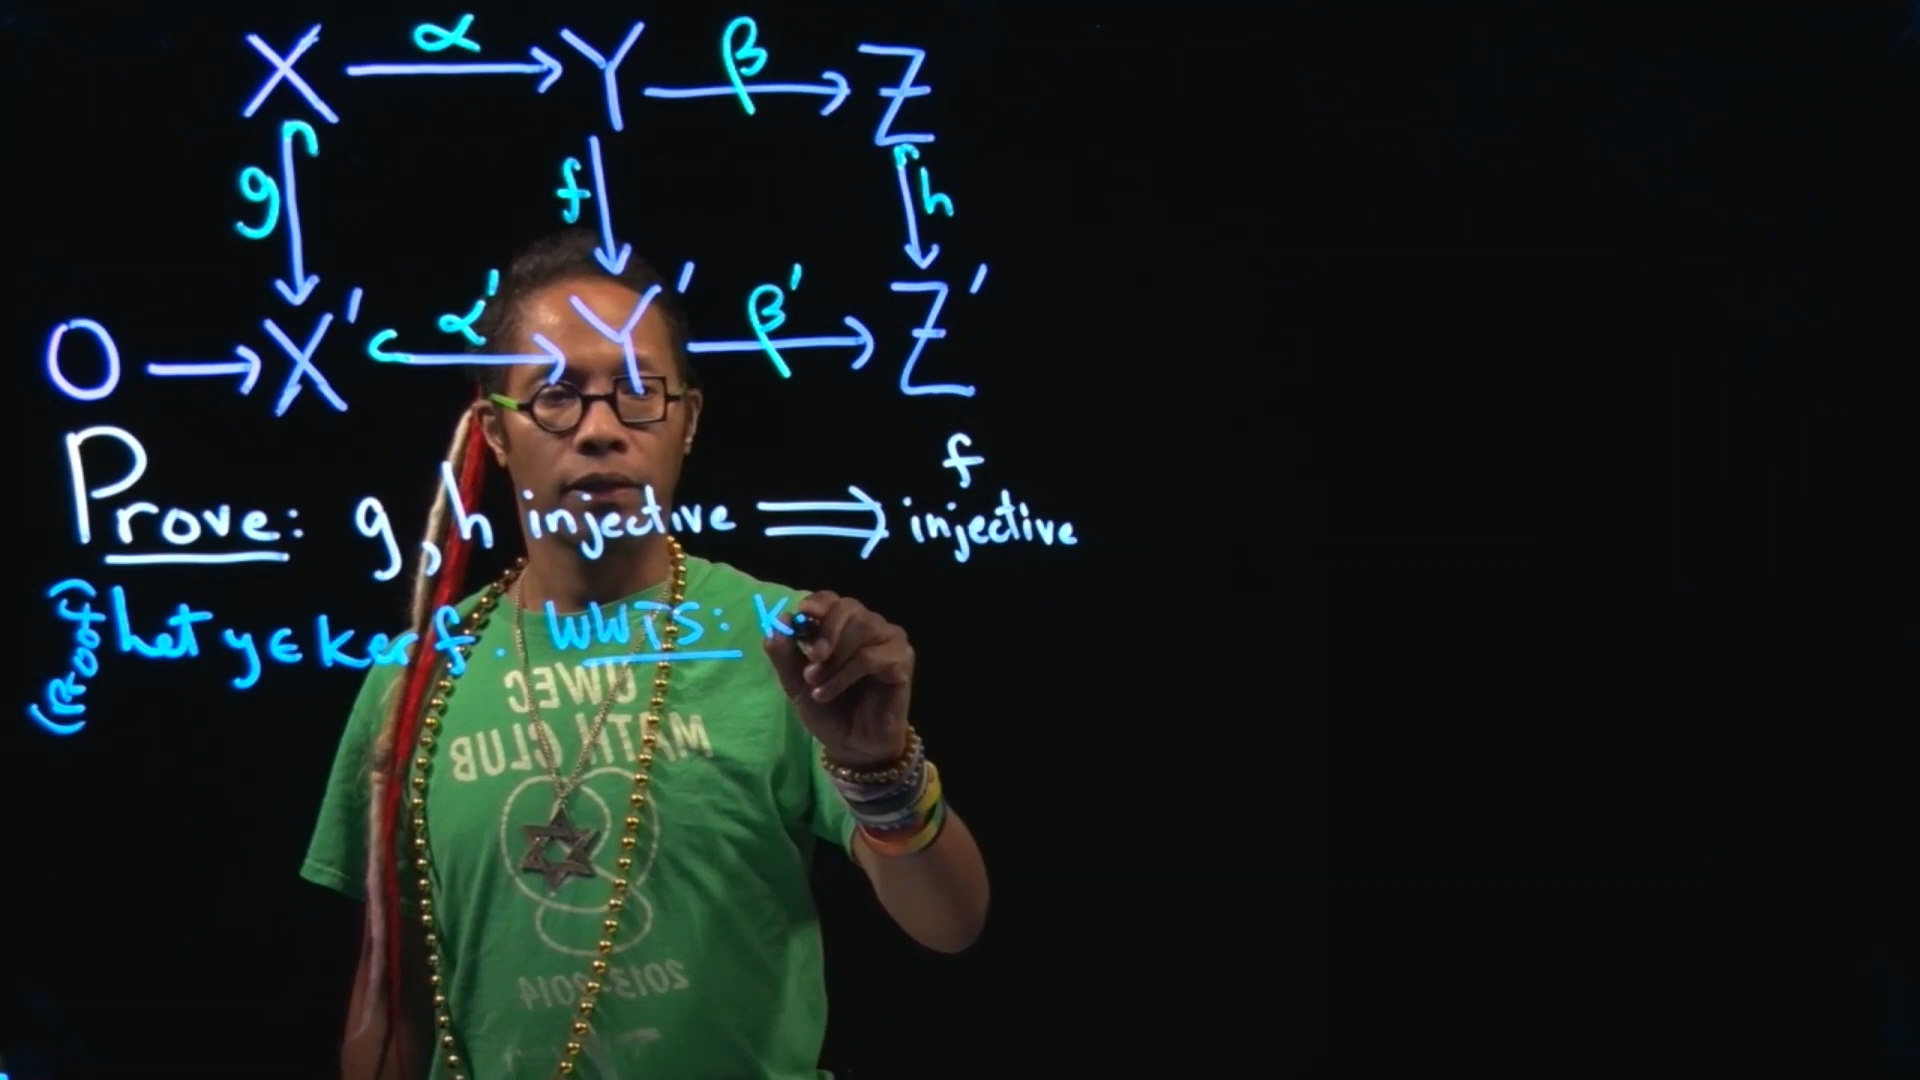 X α Y β Z
g f h
0 X' α' Y' β' Z'
f
Prove: g, h injective ⟹ injective
(Proof) Let y ∈ ker f. WWTS: K
UWEC
MATH CLUB
2013-2014